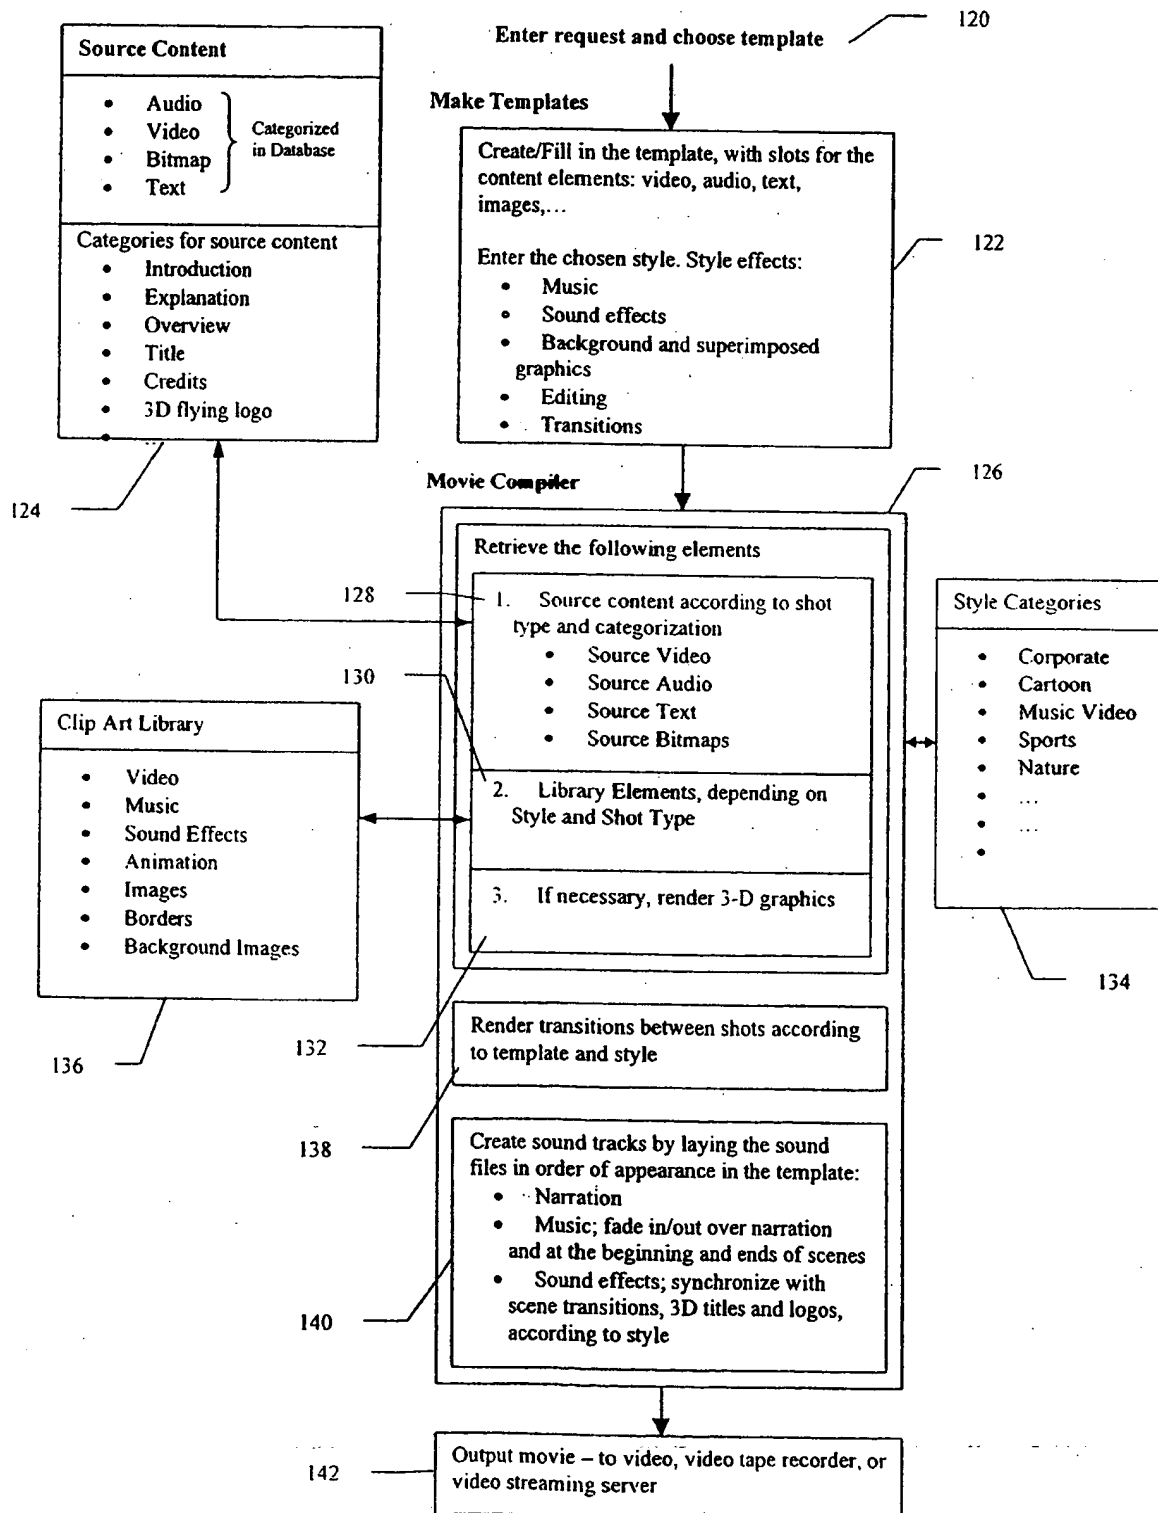 120
Enter request and choose template
Source Content
• Audio
• Video
• Bitmap
• Text
Categorized
in Database
Categories for source content
• Introduction
• Explanation
• Overview
• Title
• Credits
• 3D flying logo
• ...
124
Make Templates
Create/Fill in the template, with slots for the
content elements: video, audio, text,
images,...
Enter the chosen style. Style effects:
• Music
• Sound effects
• Background and superimposed
graphics
• Editing
• Transitions
122
Movie Compiler
126
Retrieve the following elements
128
1. Source content according to shot
type and categorization
• Source Video
• Source Audio
• Source Text
• Source Bitmaps
130
2. Library Elements, depending on
Style and Shot Type
3. If necessary, render 3-D graphics
132
Style Categories
• Corporate
• Cartoon
• Music Video
• Sports
• Nature
• ...
• ...
•
134
Clip Art Library
• Video
• Music
• Sound Effects
• Animation
• Images
• Borders
• Background Images
136
Render transitions between shots according
to template and style
138
Create sound tracks by laying the sound
files in order of appearance in the template:
• Narration
• Music; fade in/out over narration
and at the beginning and ends of scenes
• Sound effects; synchronize with
scene transitions, 3D titles and logos,
according to style
140
Output movie – to video, video tape recorder, or
video streaming server
142